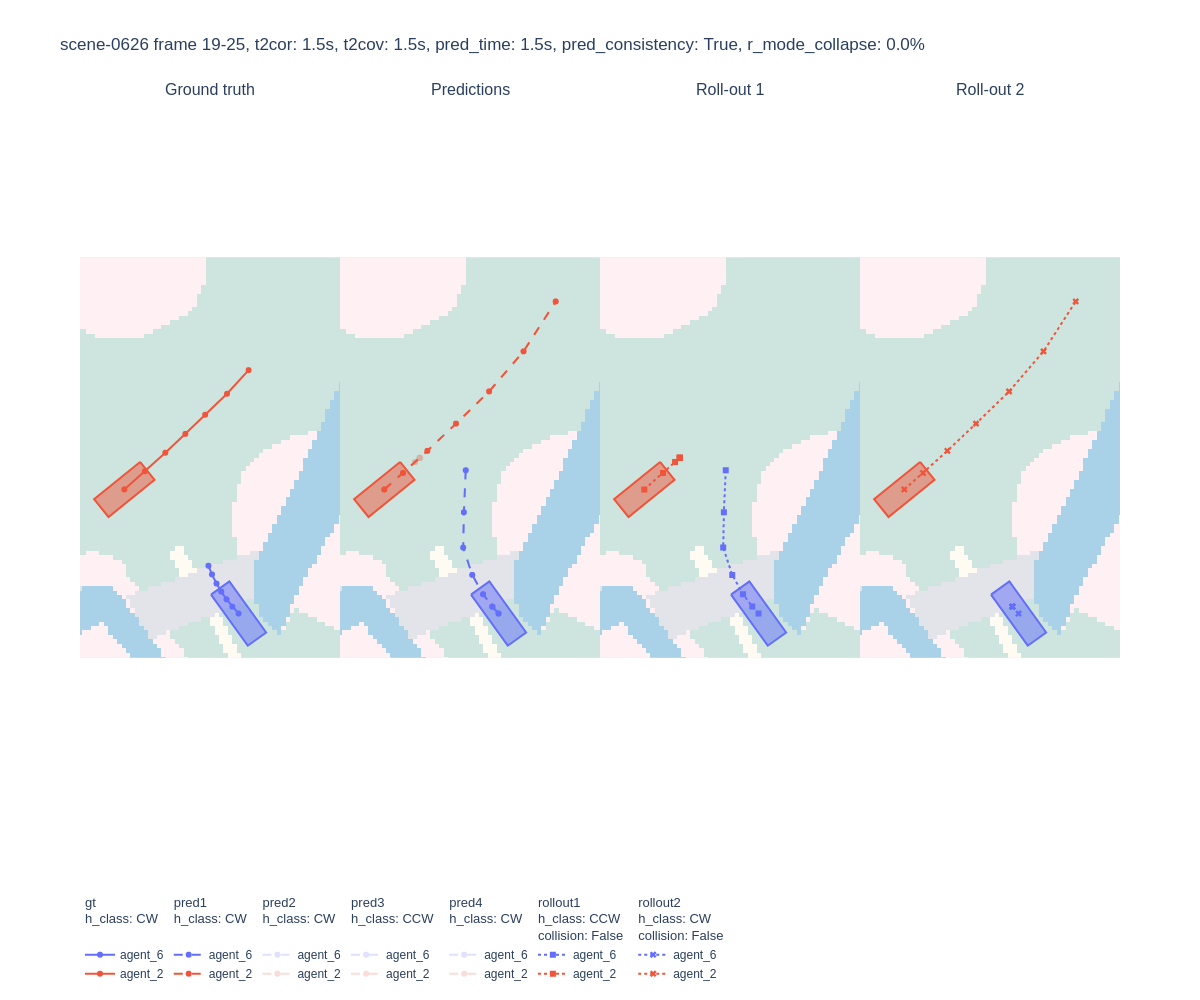 scene-0626 frame 19-25, t2cor: 1.5s, t2cov: 1.5s, pred_time: 1.5s, pred_consistency: True, r_mode_collapse: 0.0%
Ground truth
Predictions
Roll-out 1
Roll-out 2
gt
h_class: CW
agent_6
agent_2
pred1
h_class: CW
agent_6
agent_2
pred2
h_class: CW
agent_6
agent_2
pred3
h_class: CCW
agent_6
agent_2
pred4
h_class: CW
agent_6
agent_2
rollout1
h_class: CCW
collision: False
agent_6
agent_2
rollout2
h_class: CW
collision: False
agent_6
agent_2